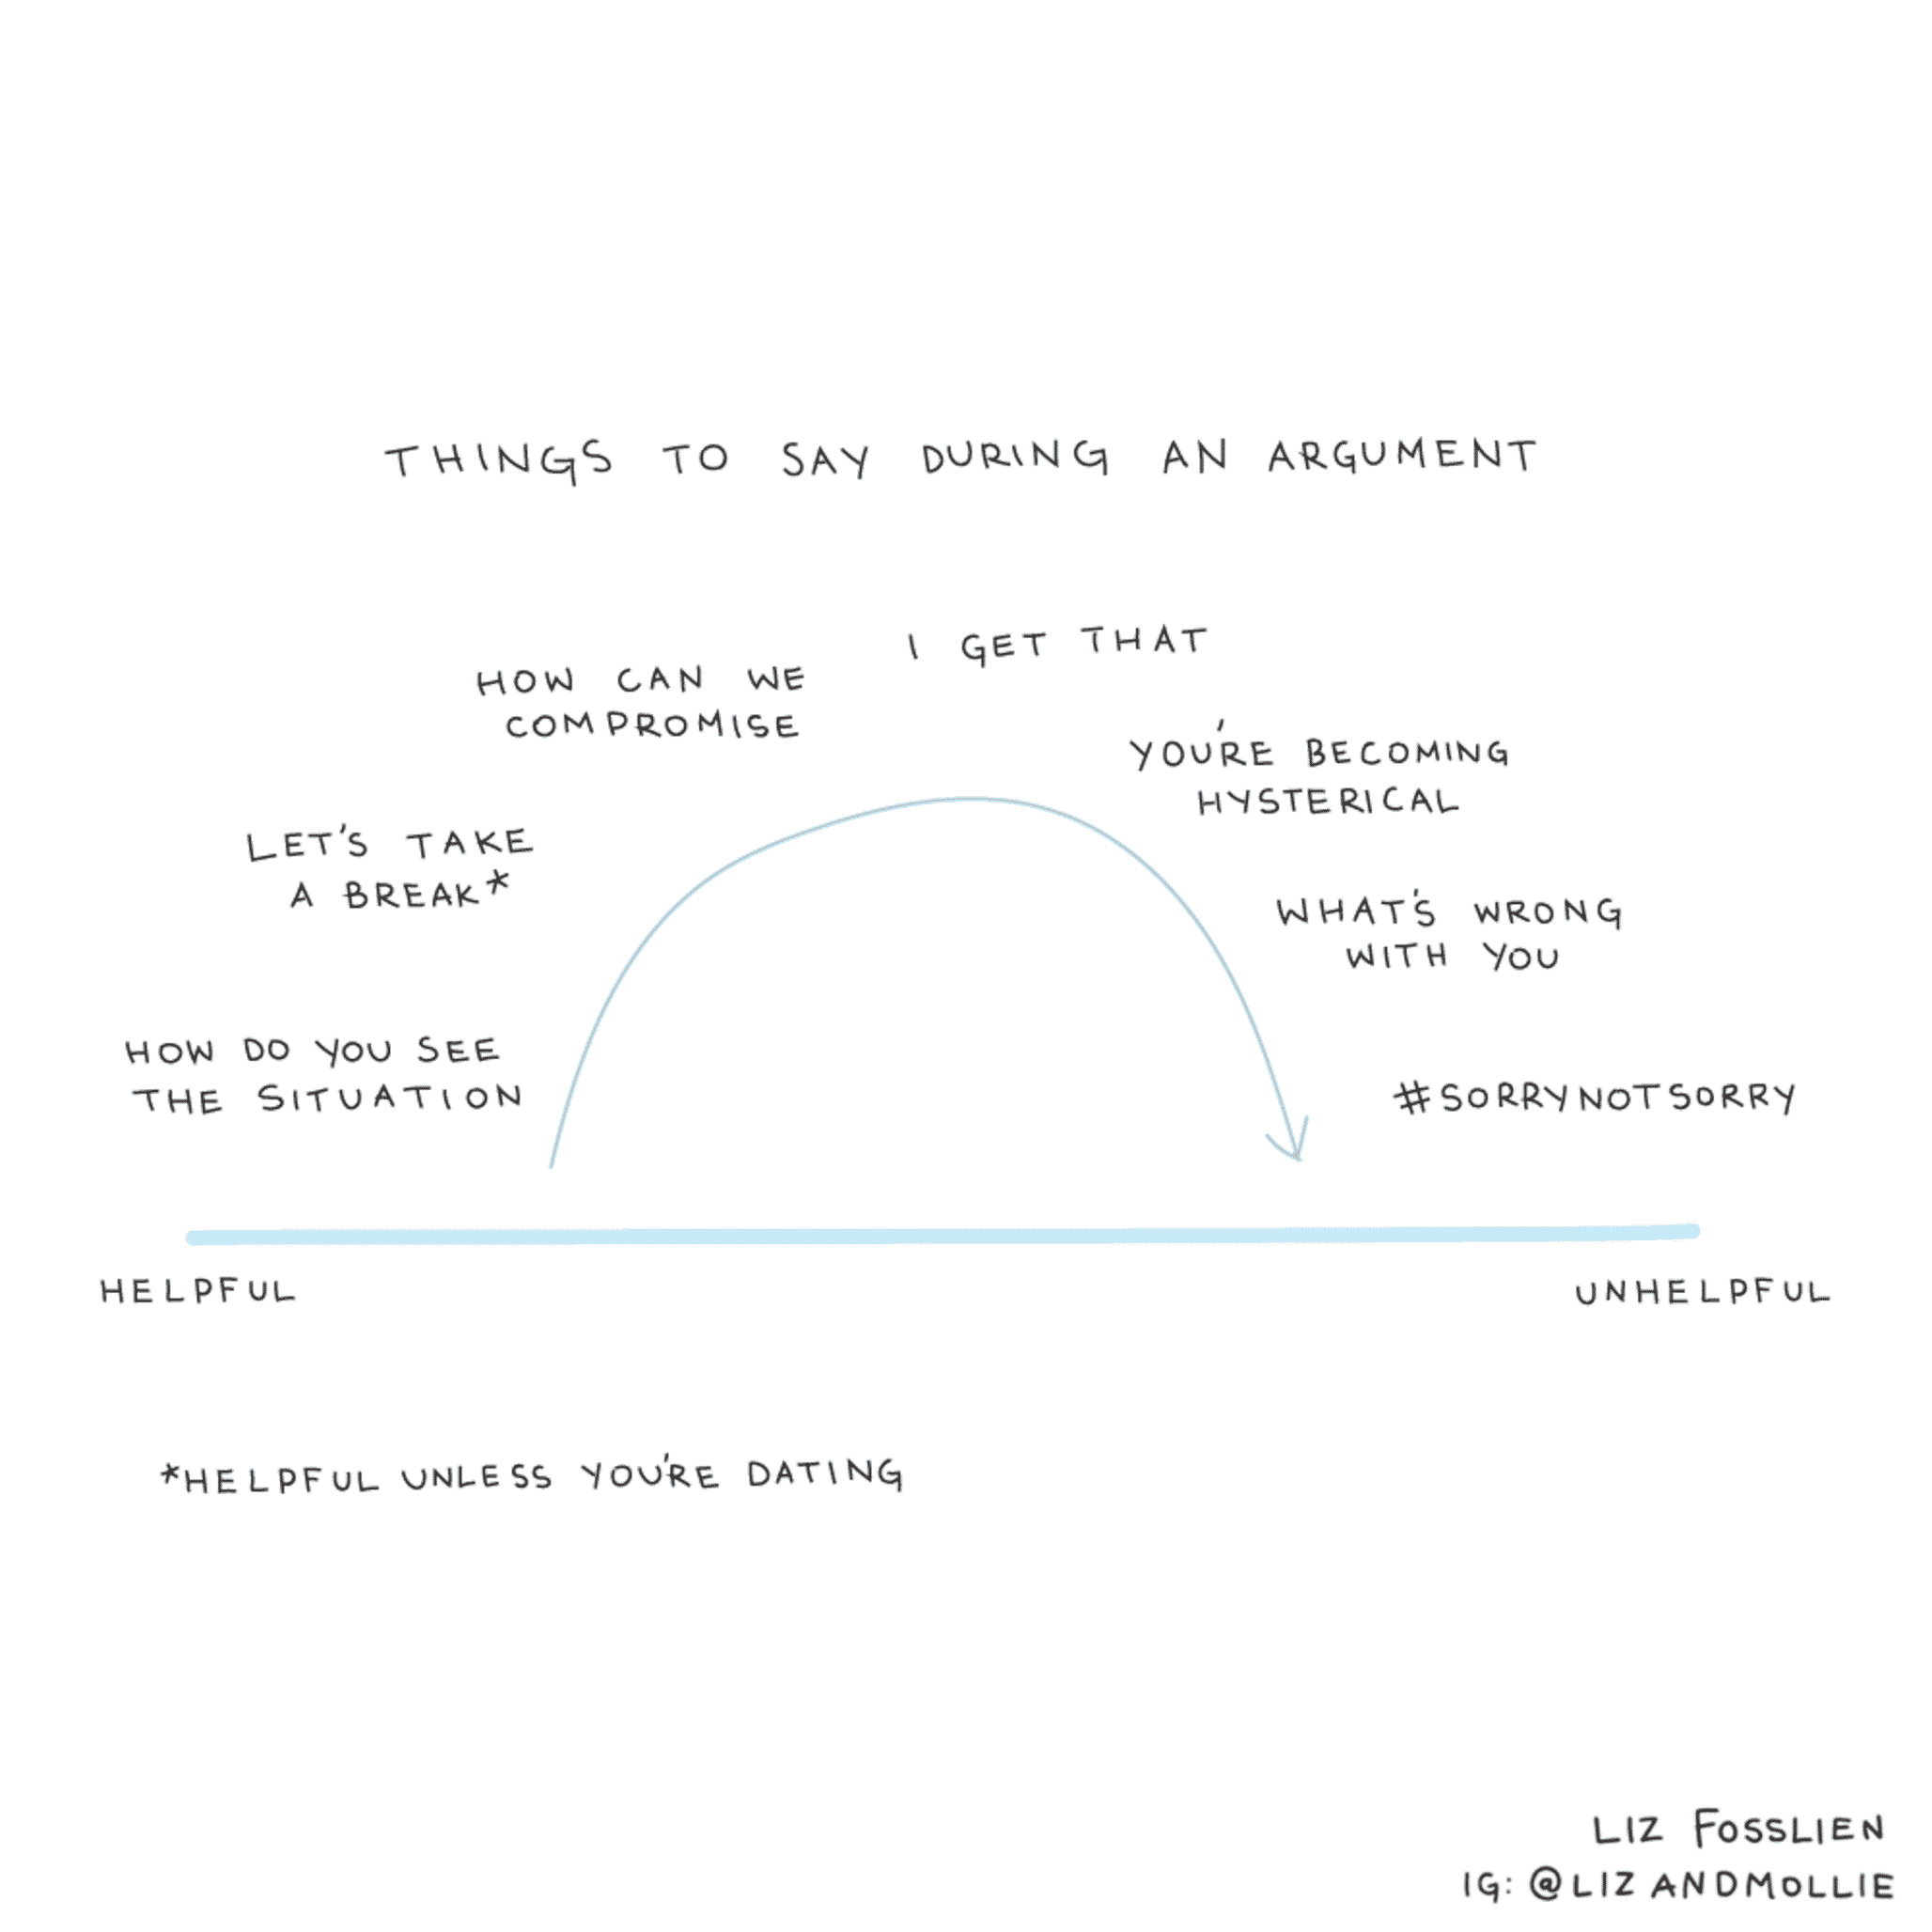 THINGS TO SAY DURING AN ARGUMENT
I GET THAT
HOW CAN WE
COMPROMISE
YOU'RE BECOMING
HYSTERICAL
LET'S TAKE
A BREAK*
WHAT'S WRONG
WITH YOU
HOW DO YOU SEE
THE SITUATION
#SORRYNOTSORRY
HELPFUL
UNHELPFUL
*HELPFUL UNLESS YOU'RE DATING
LIZ FOSSLIEN
IG: @LIZANDMOLLIE